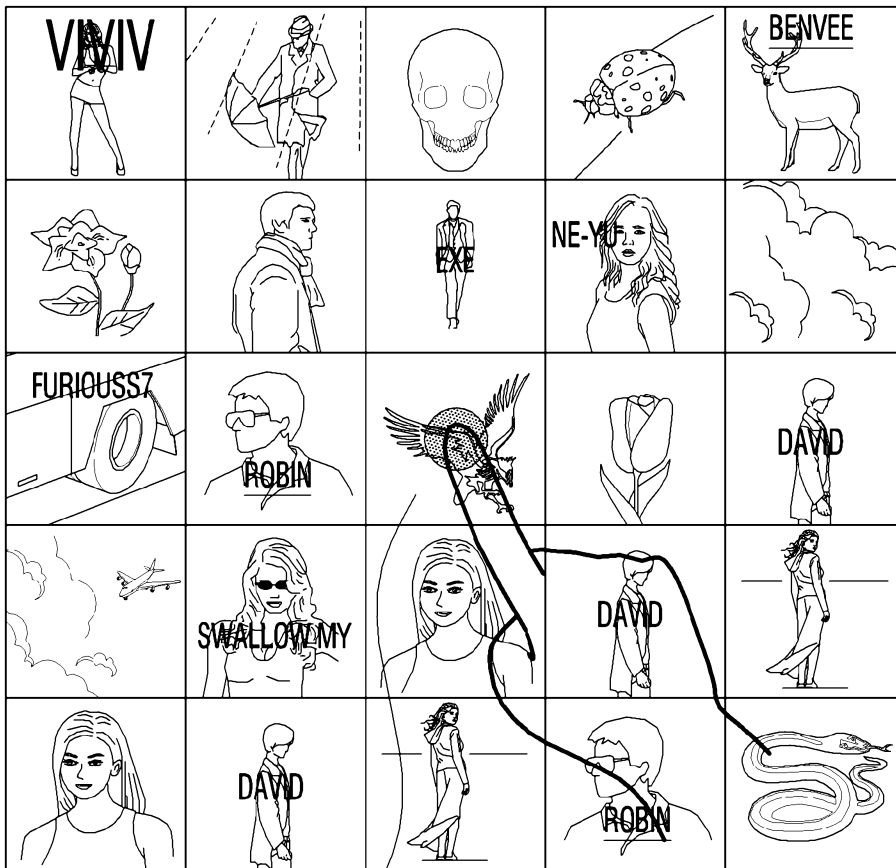 VIVIV
BENVEE
EXE
NE-YU
FURIOUSS7
ROBIN
DAVID
SWALLOW MY
DAVID
DAVID
ROBIN